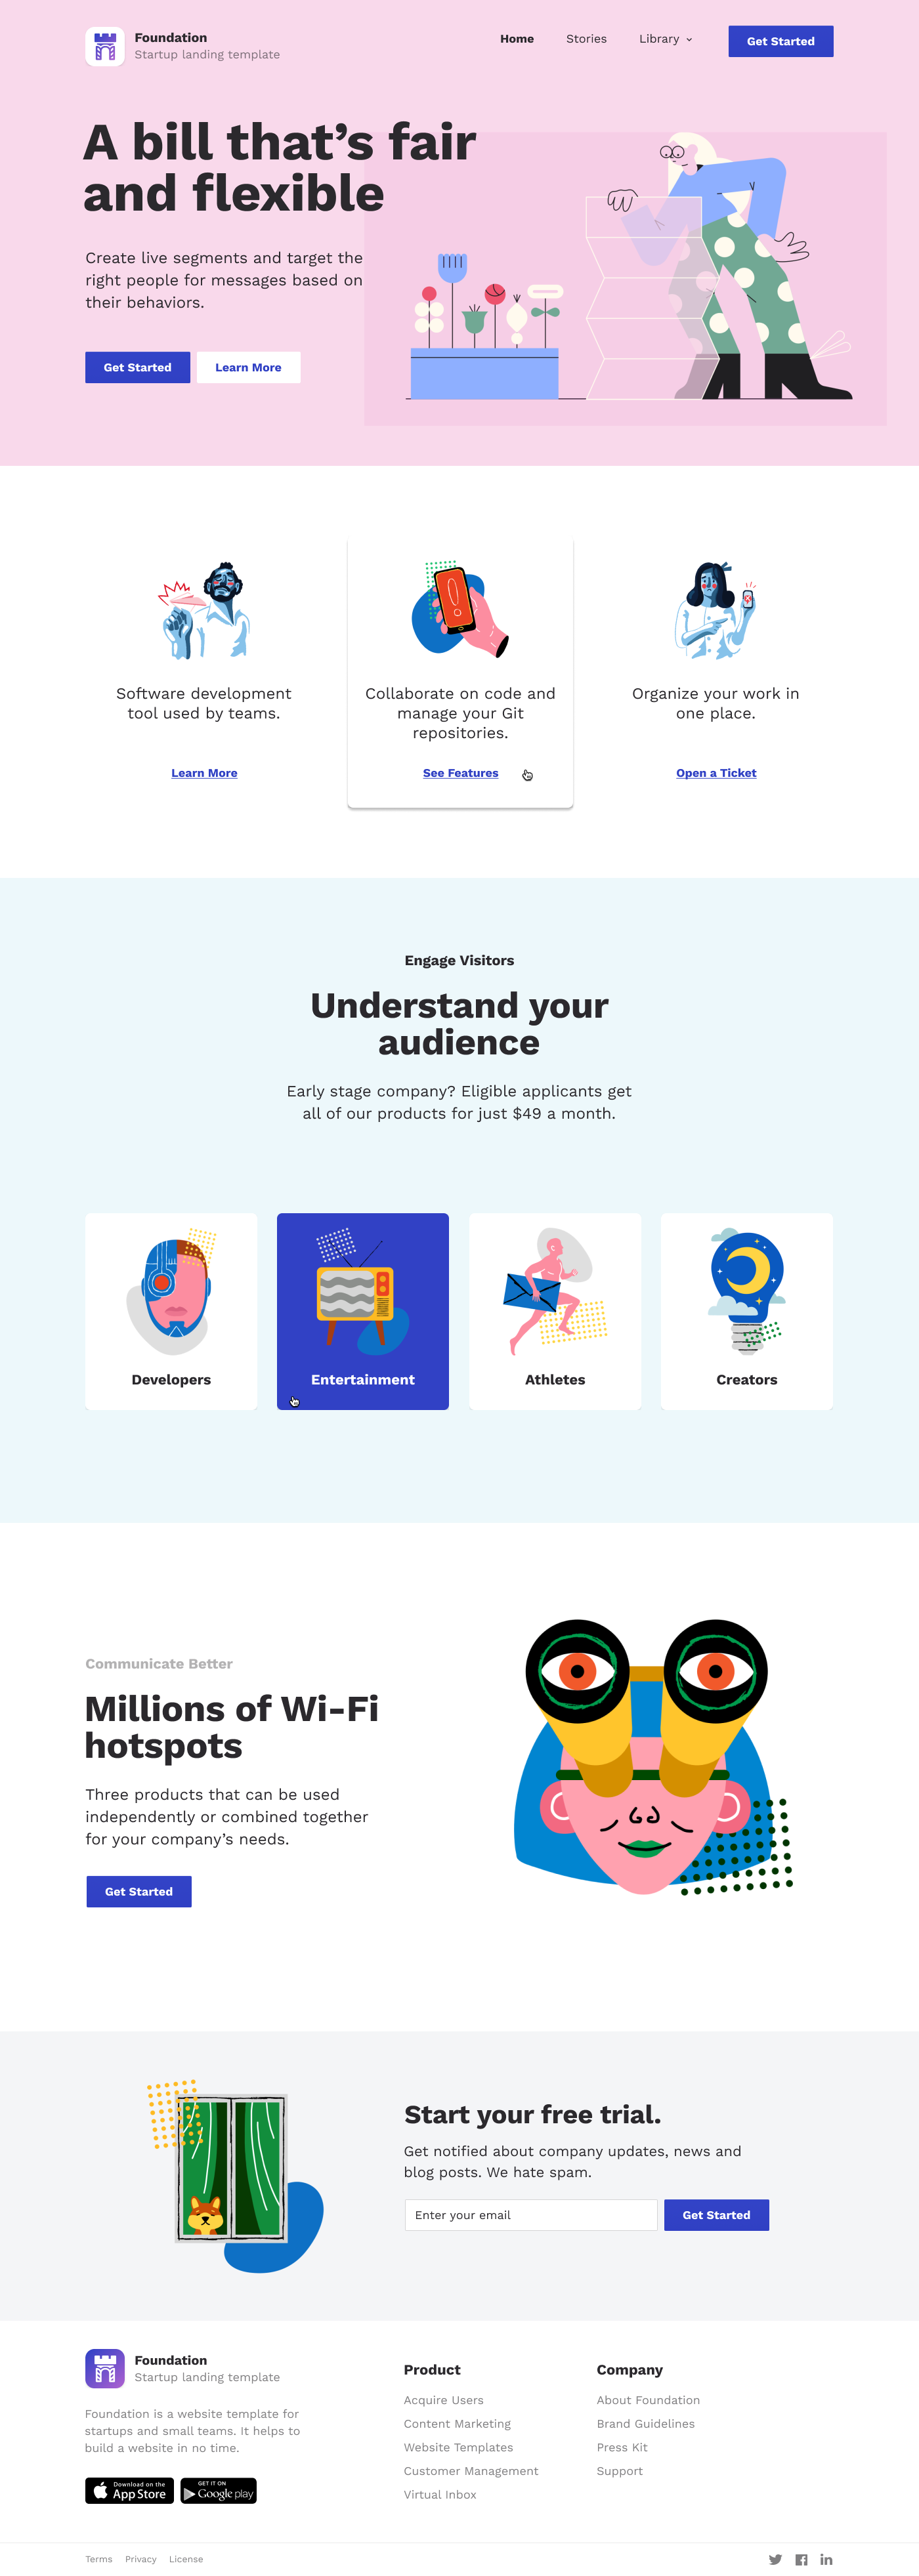 Foundation
Startup landing template
Home Stories Library Get Started
A bill that’s fair
and flexible
Create live segments and target the
right people for messages based on
their behaviors.
Get Started Learn More
Software development
tool used by teams.
Learn More
Collaborate on code and
manage your Git
repositories.
See Features
Organize your work in
one place.
Open a Ticket
Engage Visitors
Understand your
audience
Early stage company? Eligible applicants get
all of our products for just $49 a month.
Developers
Entertainment
Athletes
Creators
Communicate Better
Millions of Wi-Fi
hotspots
Three products that can be used
independently or combined together
for your company’s needs.
Get Started
Start your free trial.
Get notified about company updates, news and
blog posts. We hate spam.
Enter your email Get Started
Foundation
Startup landing template
Foundation is a website template for
startups and small teams. It helps to
build a website in no time.
Download on the
App Store
GET IT ON
Google play
Product
Acquire Users
Content Marketing
Website Templates
Customer Management
Virtual Inbox
Company
About Foundation
Brand Guidelines
Press Kit
Support
Terms Privacy License